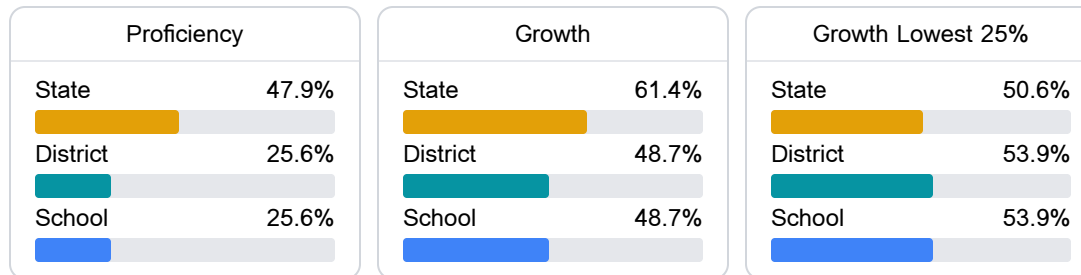 Proficiency
State 47.9%
District 25.6%
School 25.6%
Growth
State 61.4%
District 48.7%
School 48.7%
Growth Lowest 25%
State 50.6%
District 53.9%
School 53.9%